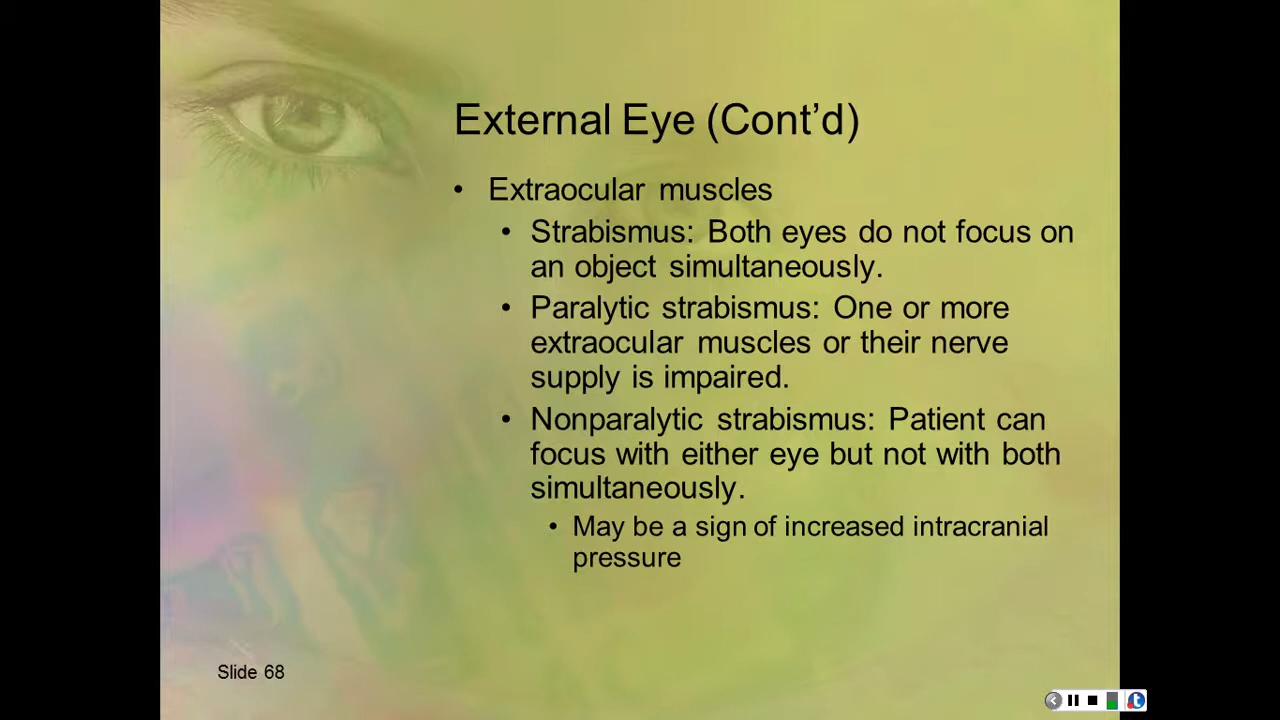 External Eye (Cont’d)
• Extraocular muscles
• Strabismus: Both eyes do not focus on
an object simultaneously.
• Paralytic strabismus: One or more
extraocular muscles or their nerve
supply is impaired.
• Nonparalytic strabismus: Patient can
focus with either eye but not with both
simultaneously.
• May be a sign of increased intracranial
pressure
Slide 68
t